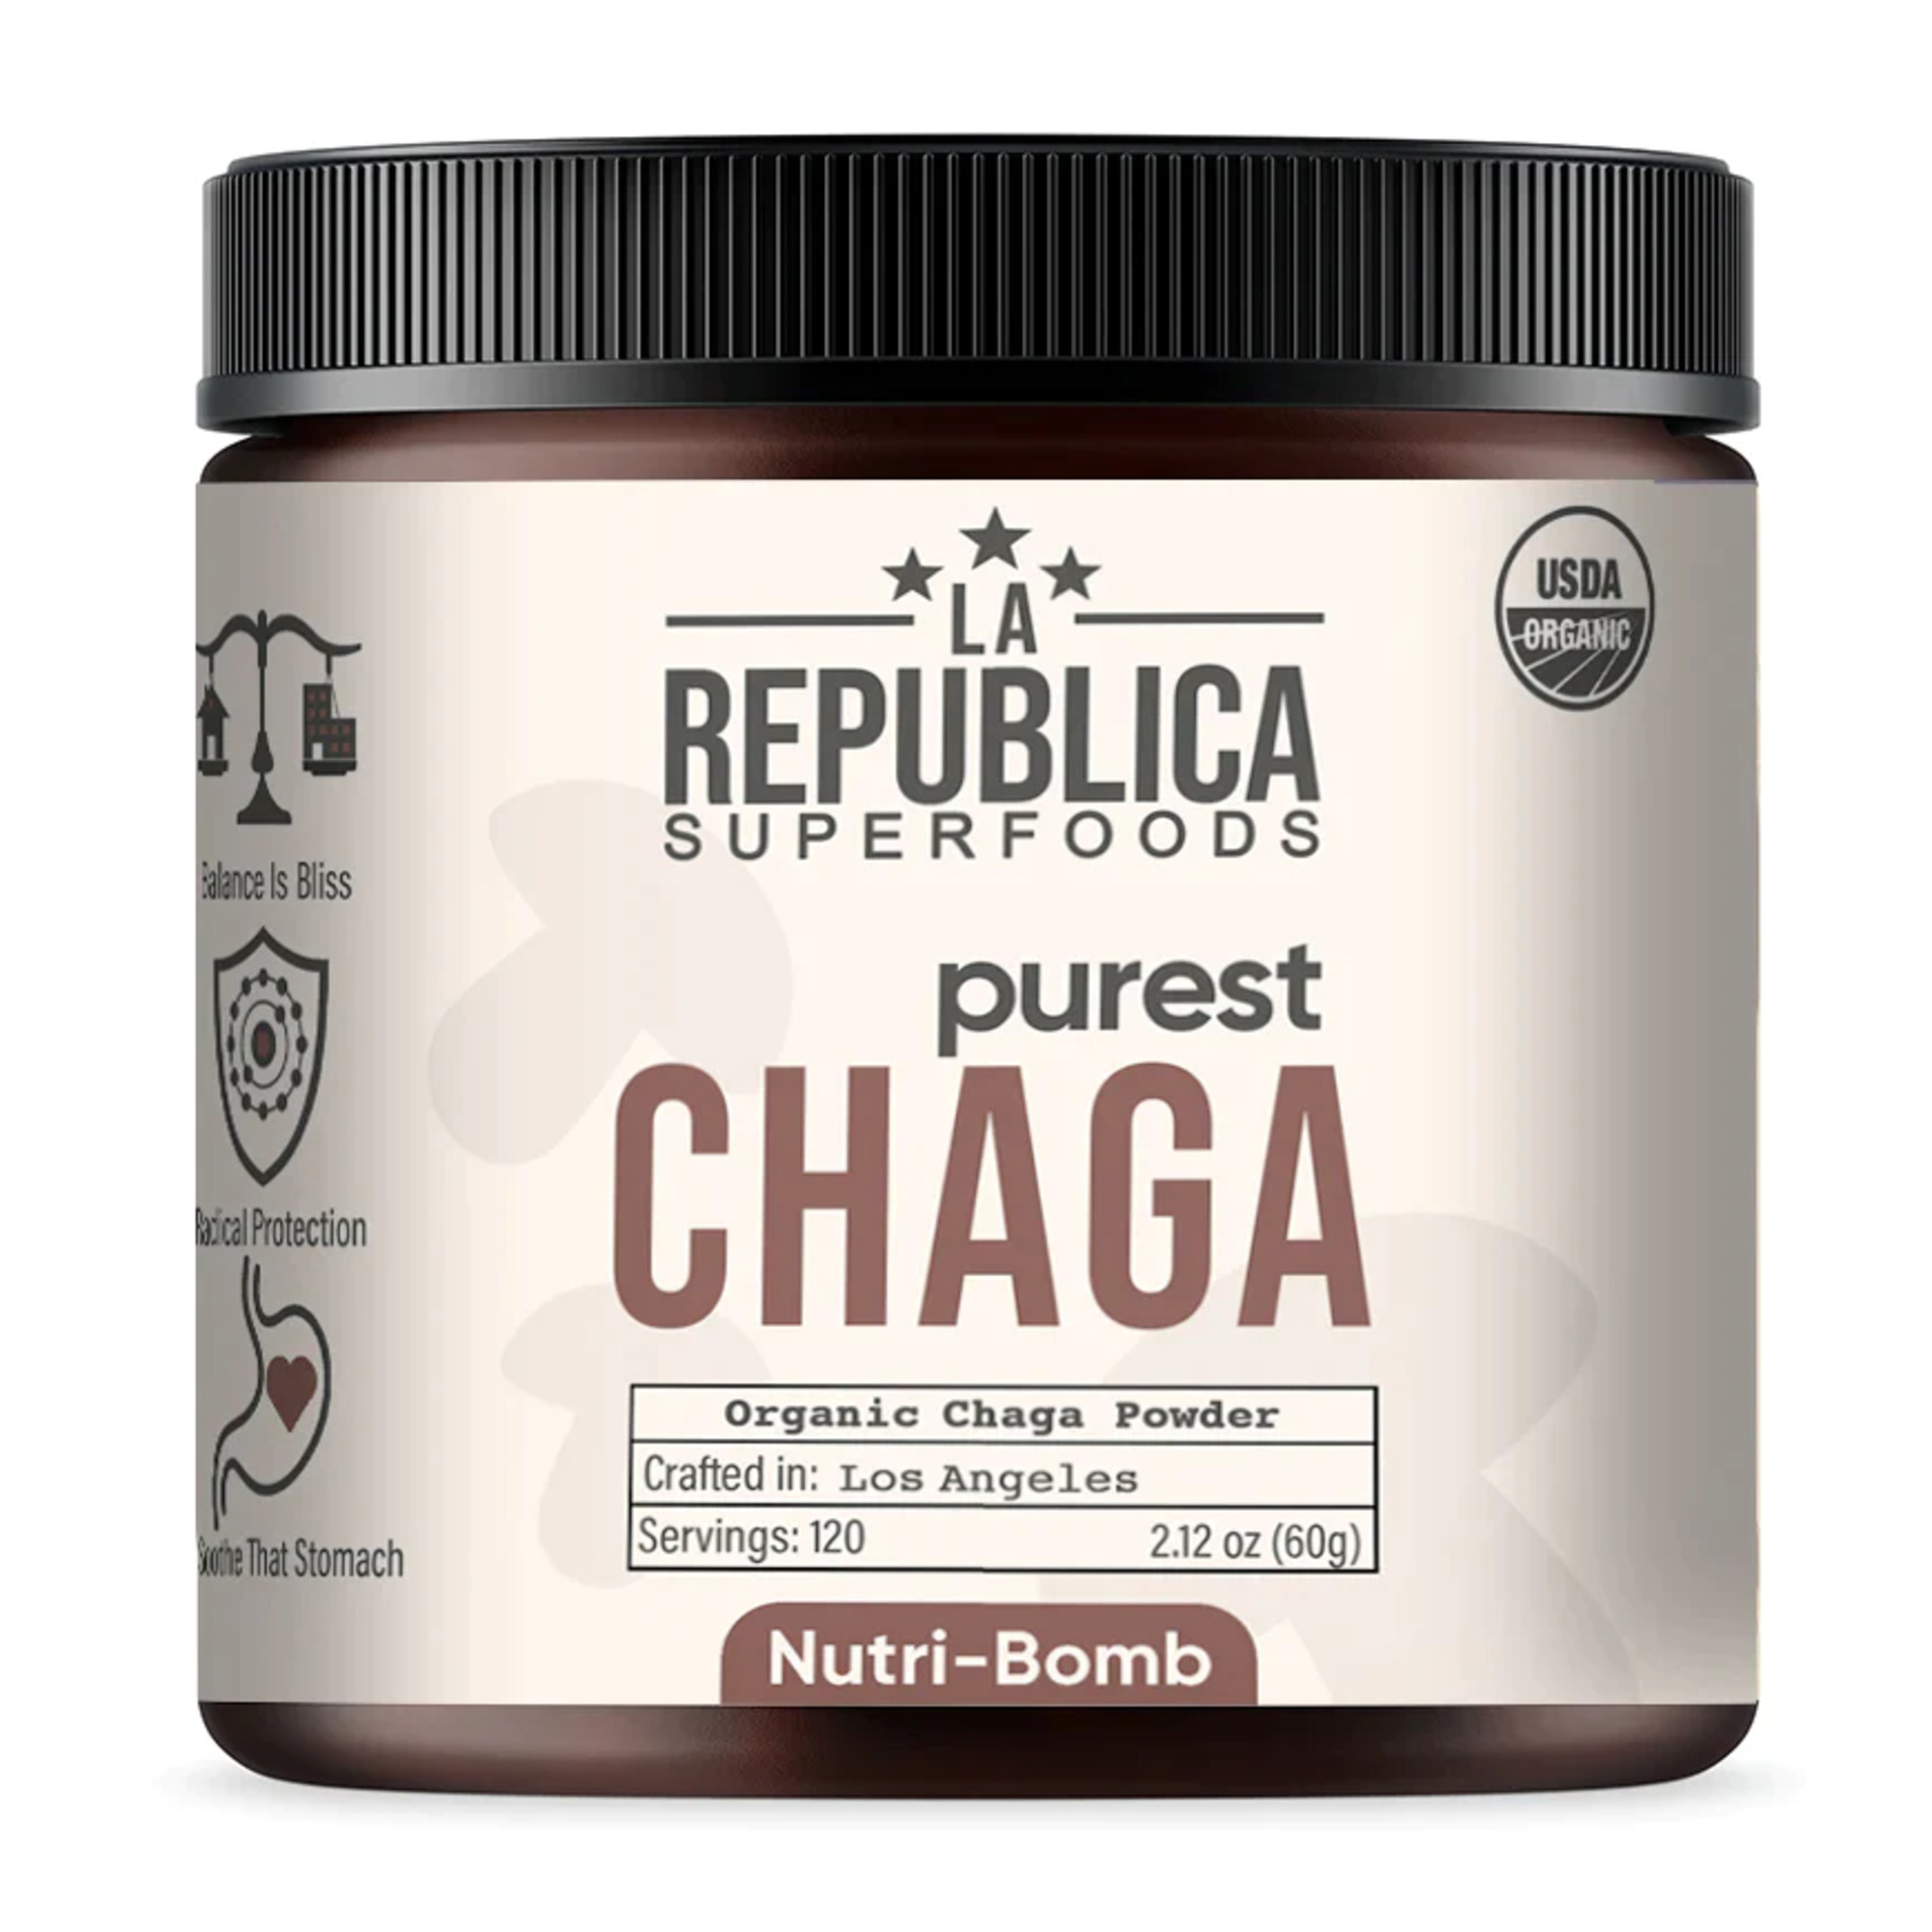 LA
REPUBLICA
SUPERFOODS
USDA
ORGANIC
Balance Is Bliss
Radical Protection
Soothe That Stomach
purest
CHAGA
Organic Chaga Powder
Crafted in: Los Angeles
Servings: 120 2.12 oz (60g)
Nutri-Bomb